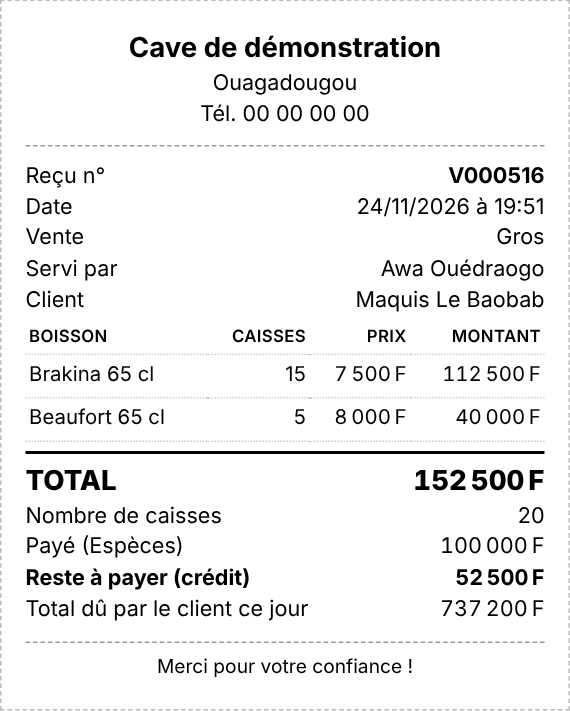 Cave de démonstration
Ouagadougou
Tél. 00 00 00 00
Reçu n° V000516
Date 24/11/2026 à 19:51
Vente Gros
Servi par Awa Ouédraogo
Client Maquis Le Baobab
BOISSON CAISSES PRIX MONTANT
Brakina 65 cl 15 7 500 F 112 500 F
Beaufort 65 cl 5 8 000 F 40 000 F
TOTAL 152 500 F
Nombre de caisses 20
Payé (Espèces) 100 000 F
Reste à payer (crédit) 52 500 F
Total dû par le client ce jour 737 200 F
Merci pour votre confiance !